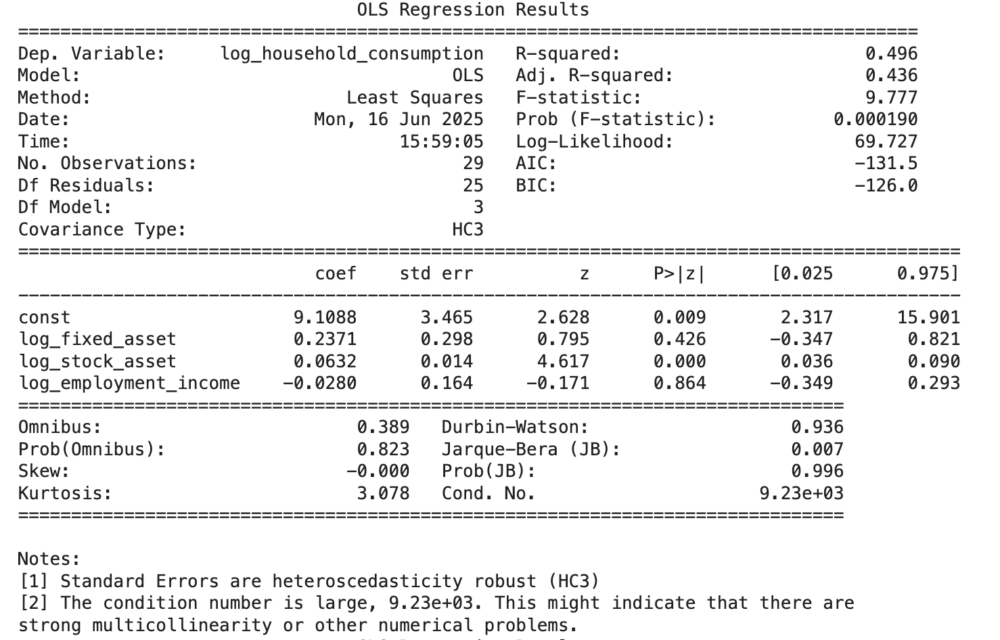 OLS Regression Results
==============================================================================
Dep. Variable: log_household_consumption R-squared: 0.496
Model: OLS Adj. R-squared: 0.436
Method: Least Squares F-statistic: 9.777
Date: Mon, 16 Jun 2025 Prob (F-statistic): 0.000190
Time: 15:59:05 Log-Likelihood: 69.727
No. Observations: 29 AIC: -131.5
Df Residuals: 25 BIC: -126.0
Df Model: 3
Covariance Type: HC3
==============================================================================
coef std err z P>|z| [0.025 0.975]
------------------------------------------------------------------------------
const 9.1088 3.465 2.628 0.009 2.317 15.901
log_fixed_asset 0.2371 0.298 0.795 0.426 -0.347 0.821
log_stock_asset 0.0632 0.014 4.617 0.000 0.036 0.090
log_employment_income -0.0280 0.164 -0.171 0.864 -0.349 0.293
==============================================================================
Omnibus: 0.389 Durbin-Watson: 0.936
Prob(Omnibus): 0.823 Jarque-Bera (JB): 0.007
Skew: -0.000 Prob(JB): 0.996
Kurtosis: 3.078 Cond. No. 9.23e+03
==============================================================================
Notes:
[1] Standard Errors are heteroscedasticity robust (HC3)
[2] The condition number is large, 9.23e+03. This might indicate that there are
strong multicollinearity or other numerical problems.